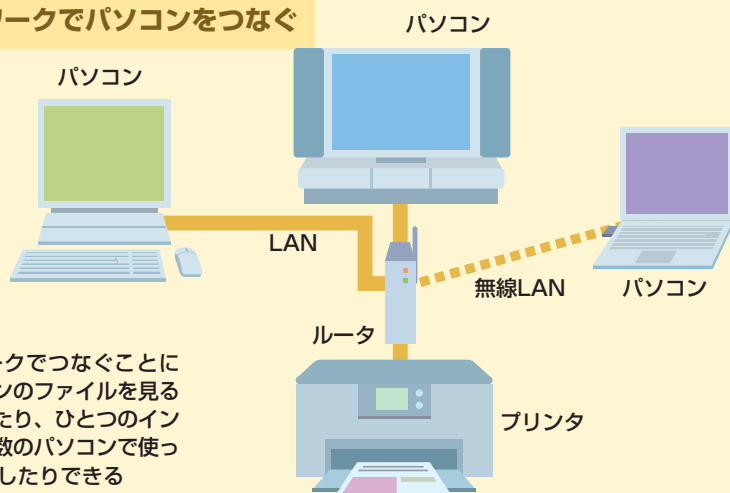 ワークでパソコンをつなぐ
パソコン
パソコン
LAN
無線LAN
パソコン
ルータ
プリンタ
ークでつなぐことに
ンのファイルを見る
たり、ひとつのイン
数のパソコンで使っ
したりできる